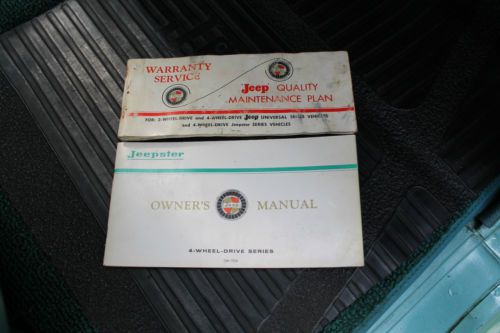 WARRANTY
SERVICE
Jeep QUALITY
MAINTENANCE PLAN
FOR: 2-WHEEL-DRIVE and 4-WHEEL-DRIVE Jeep UNIVERSAL SERIES VEHICLES
and 4-WHEEL-DRIVE Jeepster SERIES VEHICLES
Jeepster
OWNER'S MANUAL
4-WHEEL-DRIVE SERIES